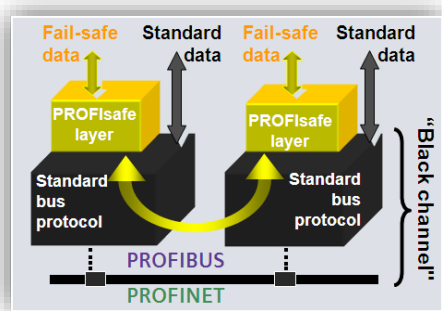 Fail-safe
data
Standard
data
Fail-safe
data
Standard
data
PROFIsafe
layer
PROFIsafe
layer
Standard
bus
protocol
Standard
bus
protocol
“Black channel"
PROFIBUS
PROFINET